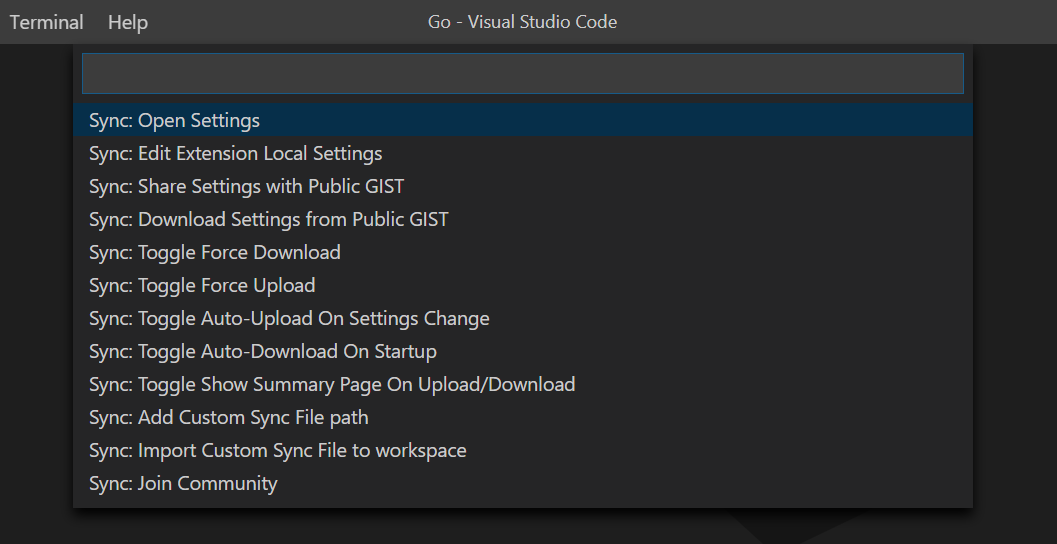 Terminal Help Go - Visual Studio Code
Sync: Open Settings
Sync: Edit Extension Local Settings
Sync: Share Settings with Public GIST
Sync: Download Settings from Public GIST
Sync: Toggle Force Download
Sync: Toggle Force Upload
Sync: Toggle Auto-Upload On Settings Change
Sync: Toggle Auto-Download On Startup
Sync: Toggle Show Summary Page On Upload/Download
Sync: Add Custom Sync File path
Sync: Import Custom Sync File to workspace
Sync: Join Community